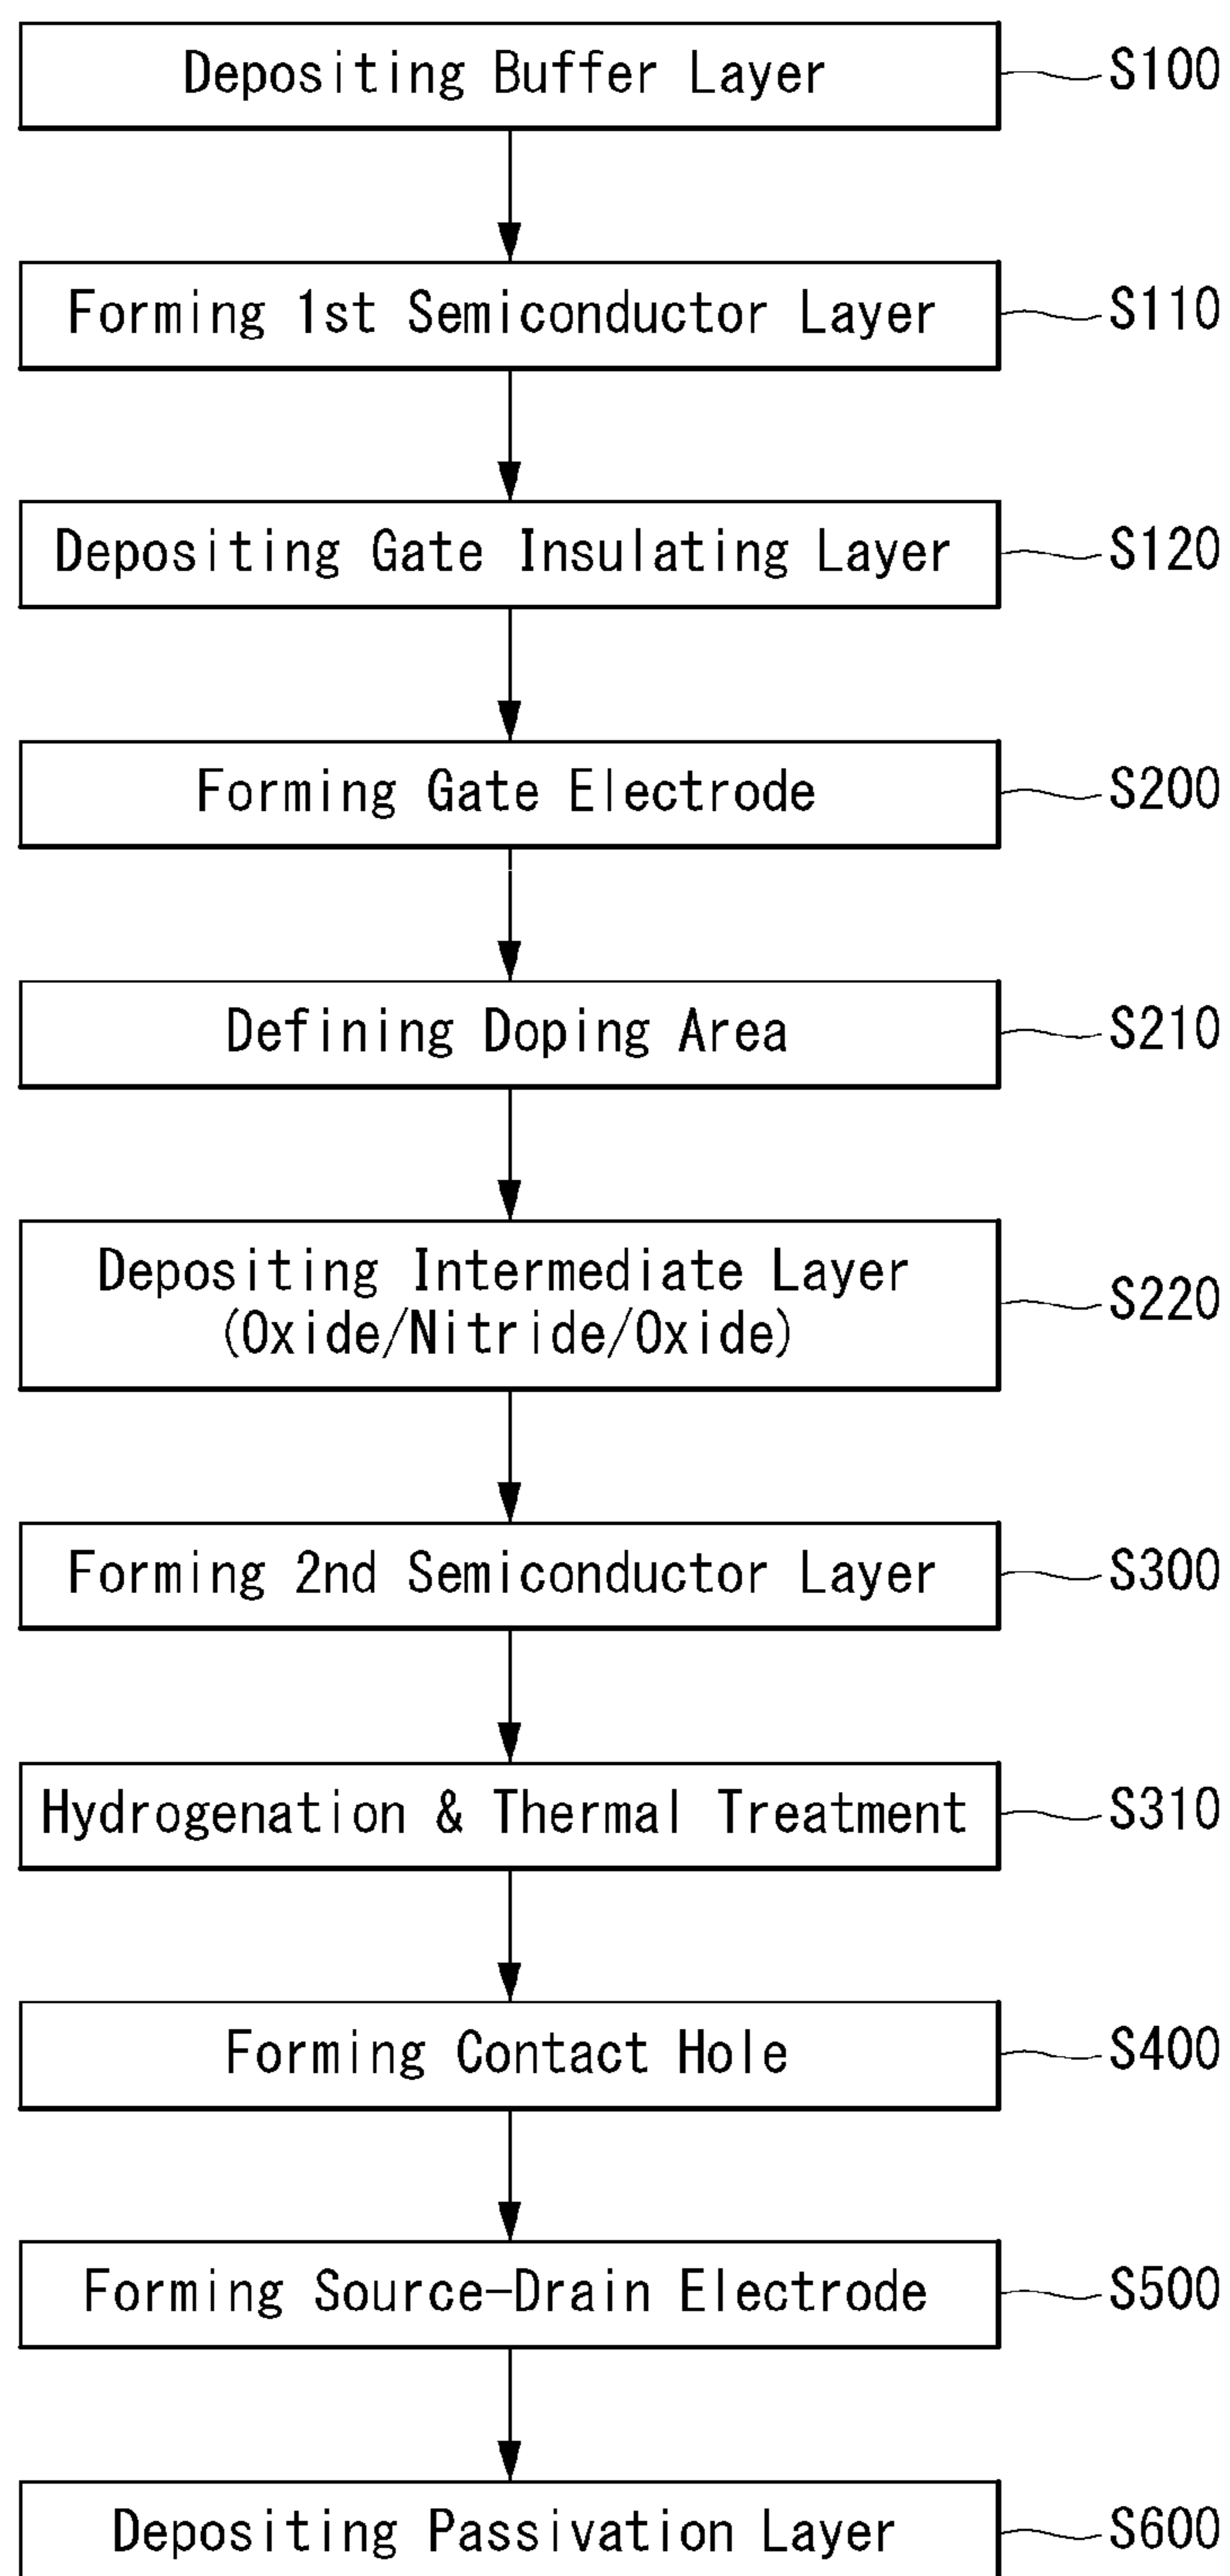 Depositing Buffer Layer S100
Forming 1st Semiconductor Layer S110
Depositing Gate Insulating Layer S120
Forming Gate Electrode S200
Defining Doping Area S210
Depositing Intermediate Layer
(Oxide/Nitride/Oxide) S220
Forming 2nd Semiconductor Layer S300
Hydrogenation & Thermal Treatment S310
Forming Contact Hole S400
Forming Source-Drain Electrode S500
Depositing Passivation Layer S600